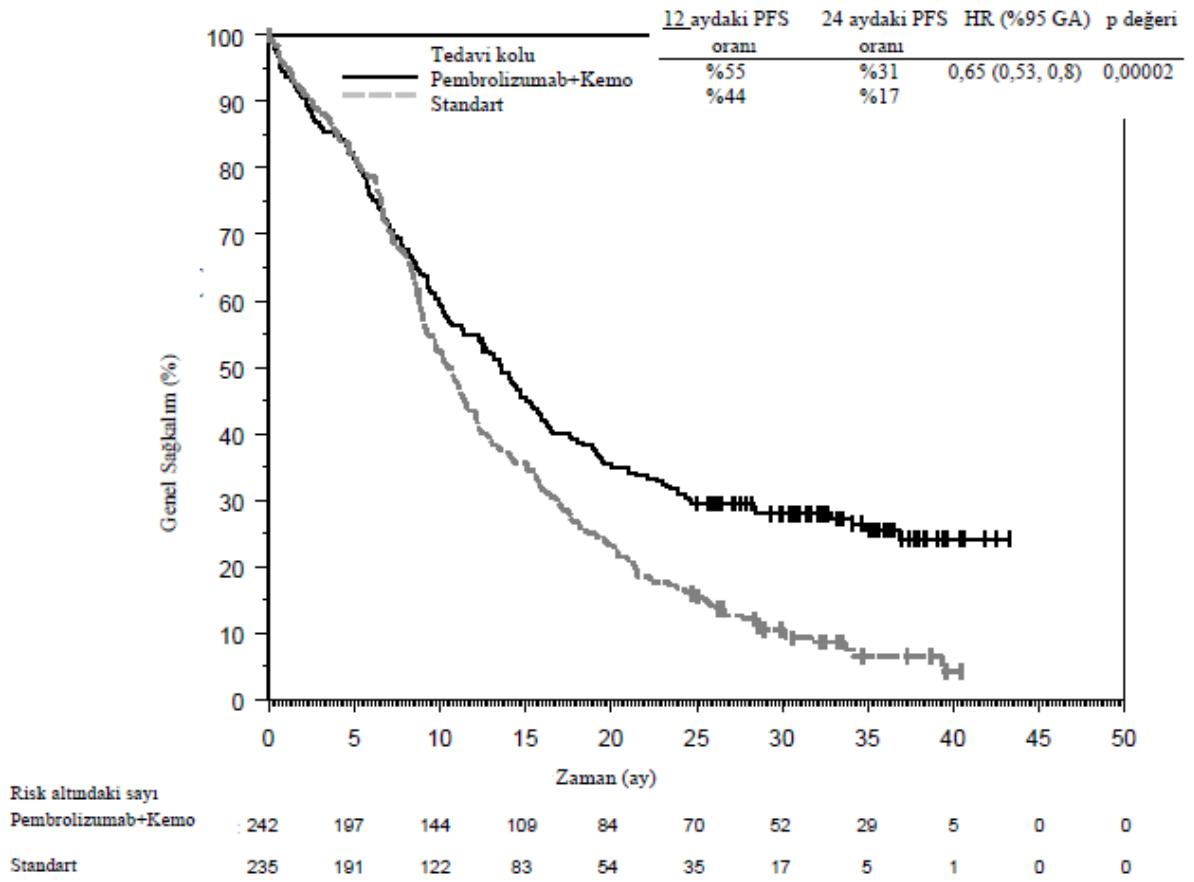 12 aydaki PFS oranı 24 aydaki PFS oranı HR (%95 GA) p değeri
Tedavi kolu
Pembrolizumab+Kemo %55 %31 0,65 (0,53, 0,8) 0,00002
Standart %44 %17
Genel Sağkalım (%)
100
90
80
70
60
50
40
30
20
10
0
0 5 10 15 20 25 30 35 40 45 50
Zaman (ay)
Risk altındaki sayı
Pembrolizumab+Kemo 242 197 144 109 84 70 52 29 5 0 0
Standart 235 191 122 83 54 35 17 5 1 0 0